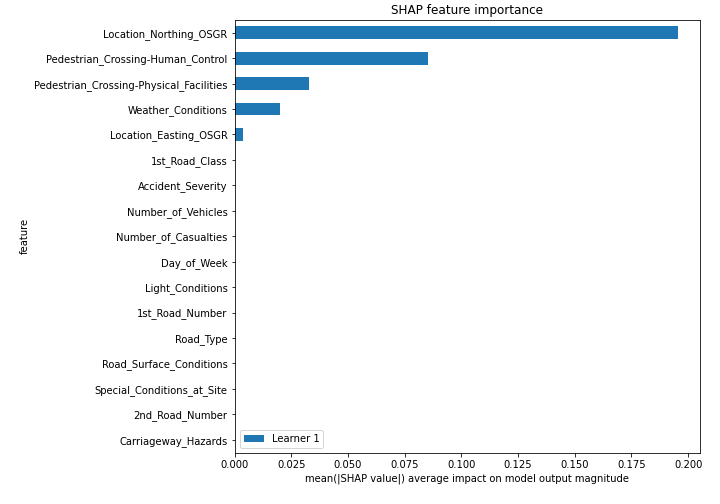 SHAP feature importance
Location_Northing_OSGR
Pedestrian_Crossing-Human_Control
Pedestrian_Crossing-Physical_Facilities
Weather_Conditions
Location_Easting_OSGR
1st_Road_Class
Accident_Severity
Number_of_Vehicles
Number_of_Casualties
Day_of_Week
Light_Conditions
1st_Road_Number
Road_Type
Road_Surface_Conditions
Special_Conditions_at_Site
2nd_Road_Number
Carriageway_Hazards
feature
Learner 1
0.000 0.025 0.050 0.075 0.100 0.125 0.150 0.175 0.200
mean(|SHAP value|) average impact on model output magnitude